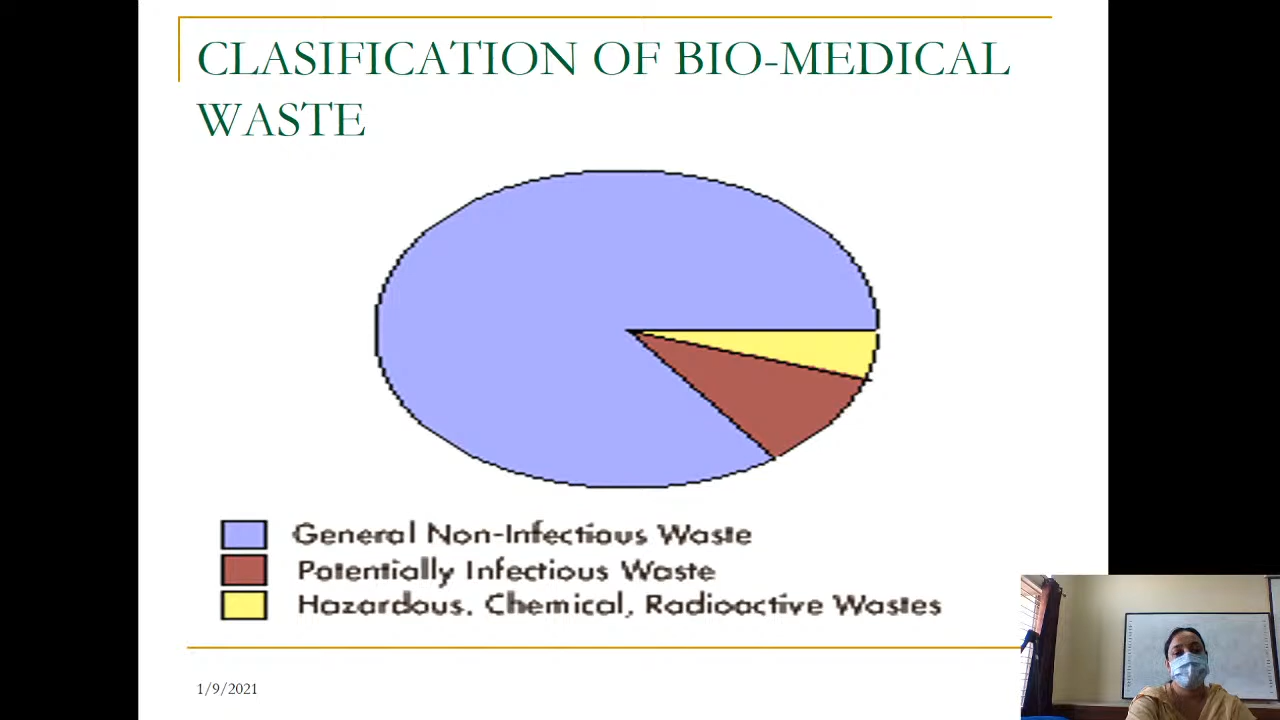 CLASIFICATION OF BIO-MEDICAL
WASTE
General Non-Infectious Waste
Potentially Infectious Waste
Hazardous, Chemical, Radioactive Wastes
1/9/2021